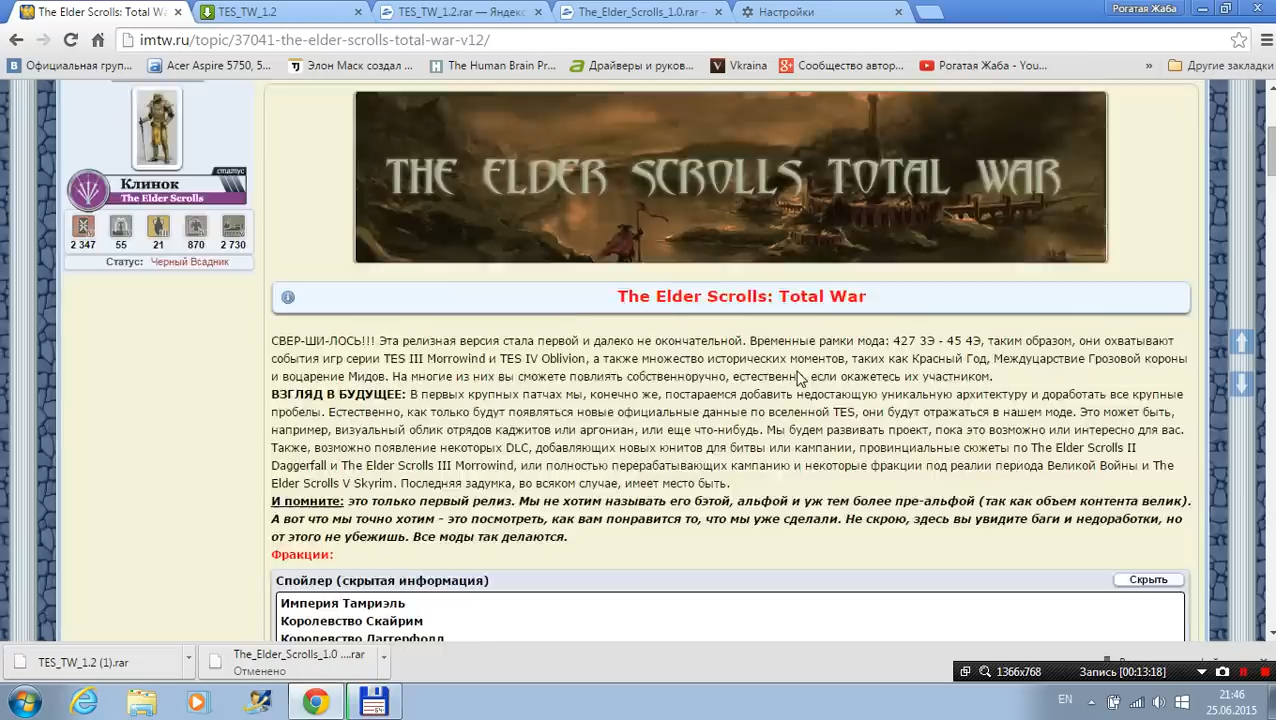 The Elder Scrolls: Total Wa
TES_TW_1.2
TES_TW_1.2.rar — Яндекс
The_Elder_Scrolls_1.0.rar –
Настройки
Рогатая Жаба
imtw.ru/topic/37041-the-elder-scrolls-total-war-v12/
Официальная груп...
Acer Aspire 5750, 5...
Элон Маск создал ...
The Human Brain Pr...
Драйверы и руков...
Vkraina
Сообщество автор...
Рогатая Жаба - You...
»
Другие закладки
THE ELDER SCROLLS TOTAL WAR
статус
Клинок
The Elder Scrolls
2 347 55 21 870 2 730
Статус: Черный Всадник
The Elder Scrolls: Total War
СВЕР-ШИ-ЛОСЬ!!! Эта релизная версия стала первой и далеко не окончательной. Временные рамки мода: 427 3Э - 45 4Э, таким образом, они охватывают
события игр серии TES III Morrowind и TES IV Oblivion, а также множество исторических моментов, таких как Красный Год, Междуцарствие Грозовой короны
и воцарение Мидов. На многие из них вы сможете повлиять собственноручно, естественно, если окажетесь их участником.
ВЗГЛЯД В БУДУЩЕЕ: В первых крупных патчах мы, конечно же, постараемся добавить недостающую уникальную архитектуру и доработать все крупные
пробелы. Естественно, как только будут появляться новые официальные данные по вселенной TES, они будут отражаться в нашем моде. Это может быть,
например, визуальный облик отрядов каджитов или аргониан, или еще что-нибудь. Мы будем развивать проект, пока это возможно или интересно для вас.
Также, возможно появление некоторых DLC, добавляющих новых юнитов для битвы или кампании, провинциальные сюжеты по The Elder Scrolls II
Daggerfall и The Elder Scrolls III Morrowind, или полностью перерабатывающих кампанию и некоторые фракции под реалии периода Великой Войны и The
Elder Scrolls V Skyrim. Последняя задумка, во всяком случае, имеет место быть.
И помните: это только первый релиз. Мы не хотим называть его бэтой, альфой и уж тем более пре-альфой (так как объем контента велик).
А вот что мы точно хотим - это посмотреть, как вам понравится то, что мы уже сделали. Не скрою, здесь вы увидите баги и недоработки, но
от этого не убежишь. Все моды так делаются.
Фракции:
Спойлер (скрытая информация)
Скрыть
Империя Тамриэль
Королевство Скайрим
Королевство Даггерфолл
TES_TW_1.2 (1).rar
The_Elder_Scrolls_1.0 ....rar
Отменено
1366x768
Запись [00:13:18]
EN
21:46
25.06.2015